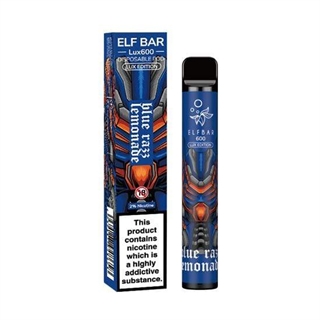 ELF BAR
Lux600
DISPOSABLE POD
LUX EDITION
blue razz
lemonade
18
2% Nicotine
This
product
contains
nicotine
which is a
highly
addictive
substance.
ELFBAR
600
LUX EDITION
blue razz
lemonade